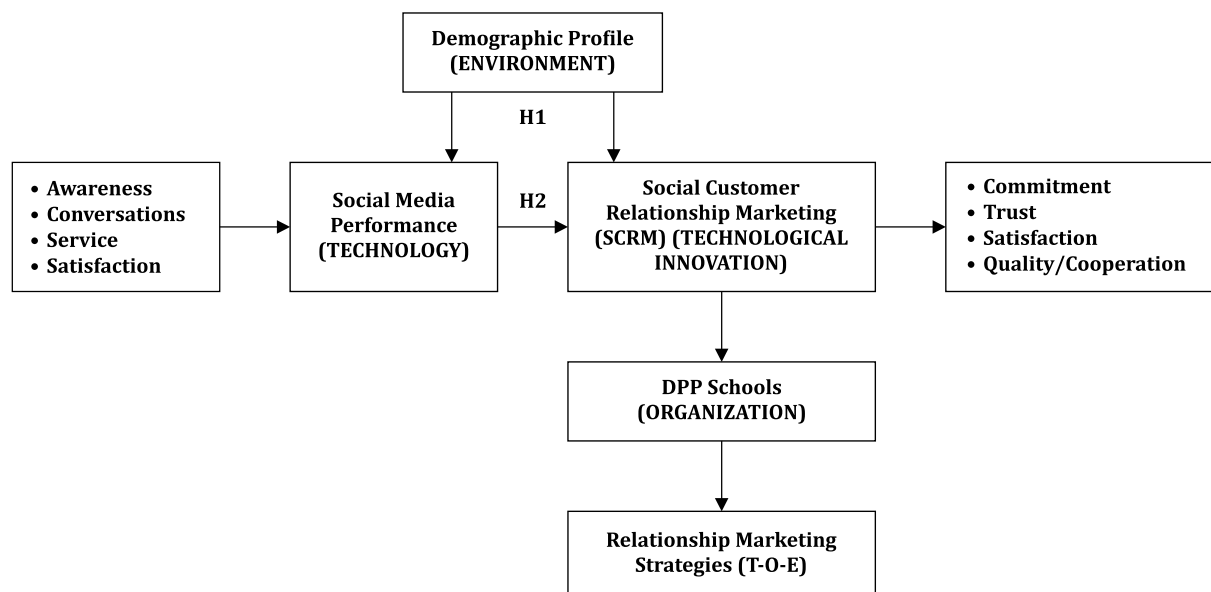 Demographic Profile
(ENVIRONMENT)
H1
• Awareness
• Conversations
• Service
• Satisfaction
Social Media
Performance
(TECHNOLOGY)
H2
Social Customer
Relationship Marketing
(SCRM) (TECHNOLOGICAL
INNOVATION)
• Commitment
• Trust
• Satisfaction
• Quality/Cooperation
DPP Schools
(ORGANIZATION)
Relationship Marketing
Strategies (T-O-E)